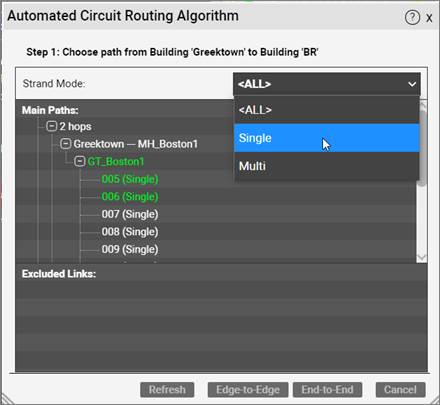 Automated Circuit Routing Algorithm ? x
Step 1: Choose path from Building 'Greektown' to Building 'BR'
Strand Mode: <ALL>
<ALL>
Single
Multi
Main Paths:
2 hops
Greektown — MH_Boston1
GT_Boston1
005 (Single)
006 (Single)
007 (Single)
008 (Single)
009 (Single)
Excluded Links:
Refresh Edge-to-Edge End-to-End Cancel